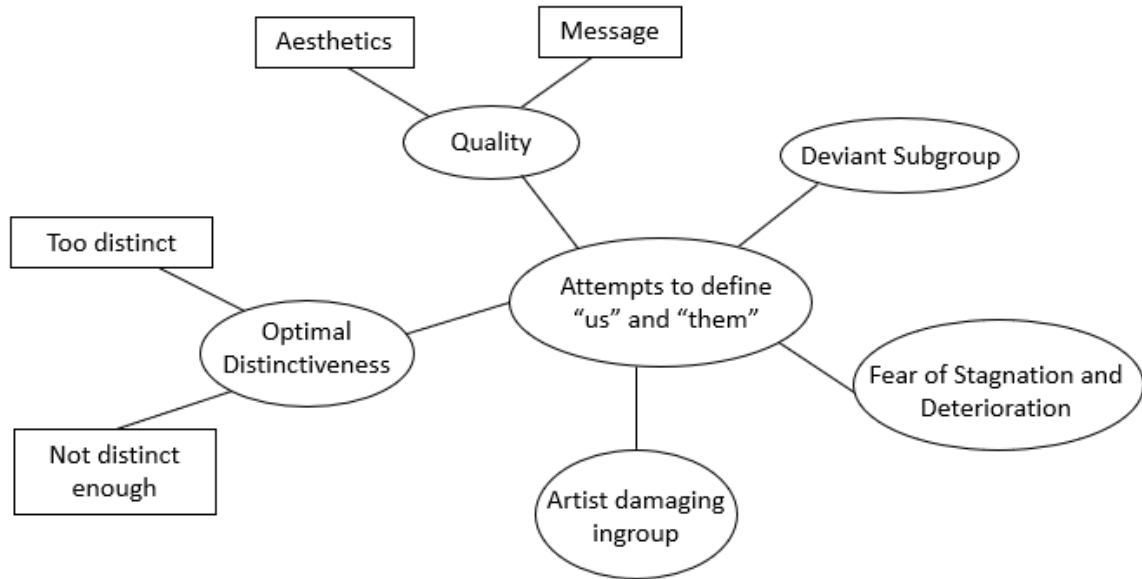 Aesthetics
Message
Quality
Deviant Subgroup
Too distinct
Attempts to define
“us” and “them”
Optimal
Distinctiveness
Fear of Stagnation and
Deterioration
Not distinct
enough
Artist damaging
ingroup